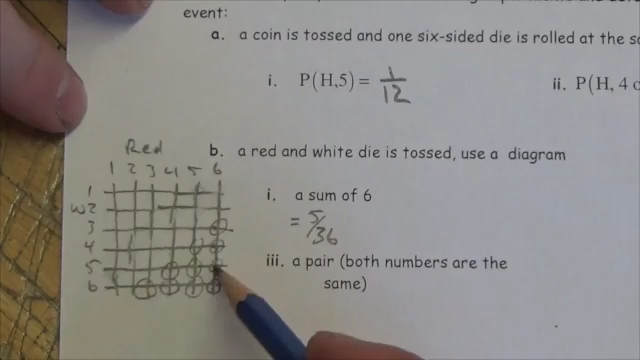 event:
a. a coin is tossed and one six-sided die is rolled at the
i. P(H,5) = 1/12
ii. P(H, 4
Red
b. a red and white die is tossed, use a diagram
1 2 3 4 5 6
1
i. a sum of 6
W 2
3
= 5/36
4
5
iii. a pair (both numbers are the
6
same)